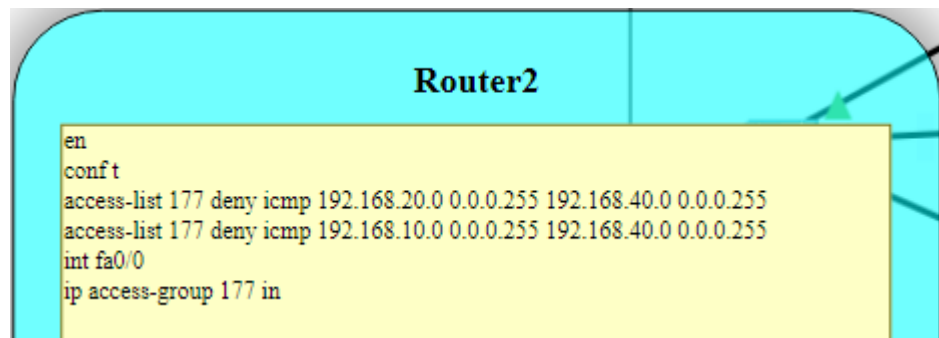 Router2
en
conf t
access-list 177 deny icmp 192.168.20.0 0.0.0.255 192.168.40.0 0.0.0.255
access-list 177 deny icmp 192.168.10.0 0.0.0.255 192.168.40.0 0.0.0.255
int fa0/0
ip access-group 177 in